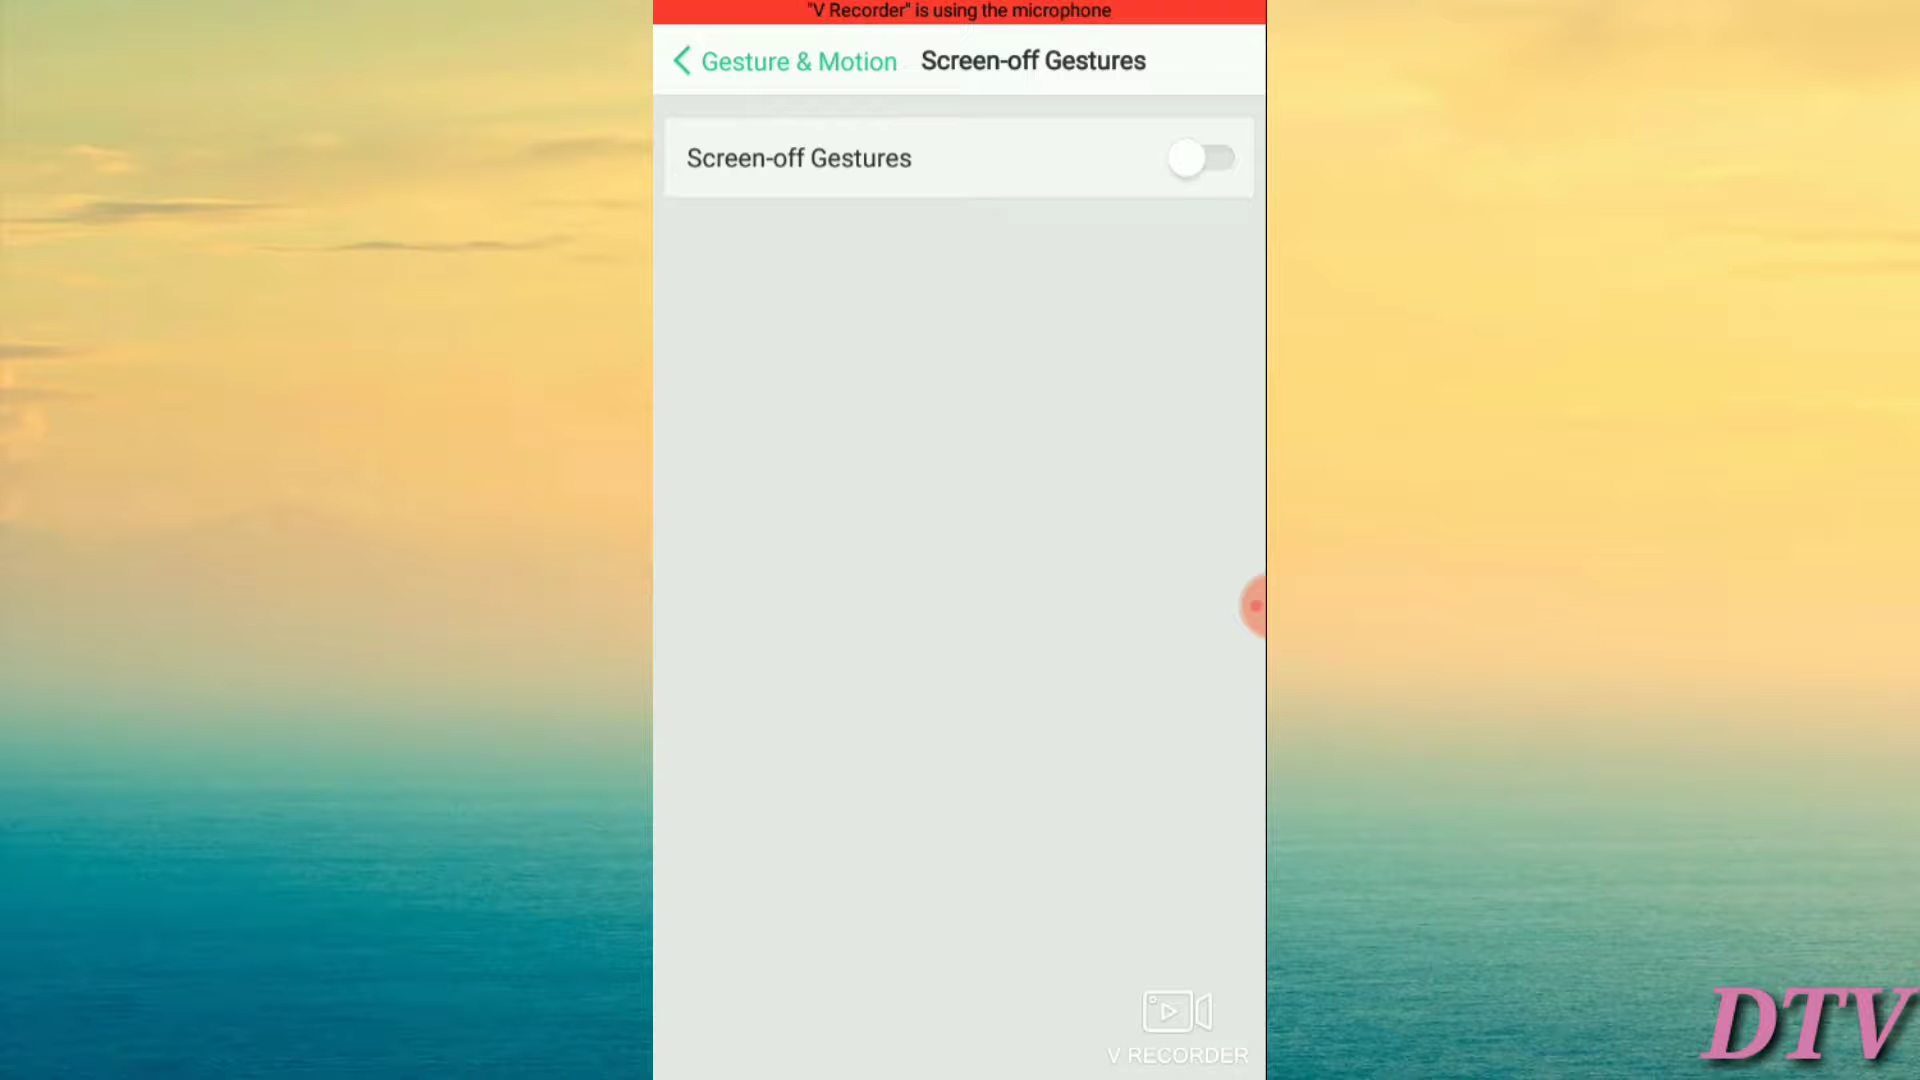 "V Recorder" is using the microphone
Gesture & Motion Screen-off Gestures
Screen-off Gestures
V RECORDER
DTV